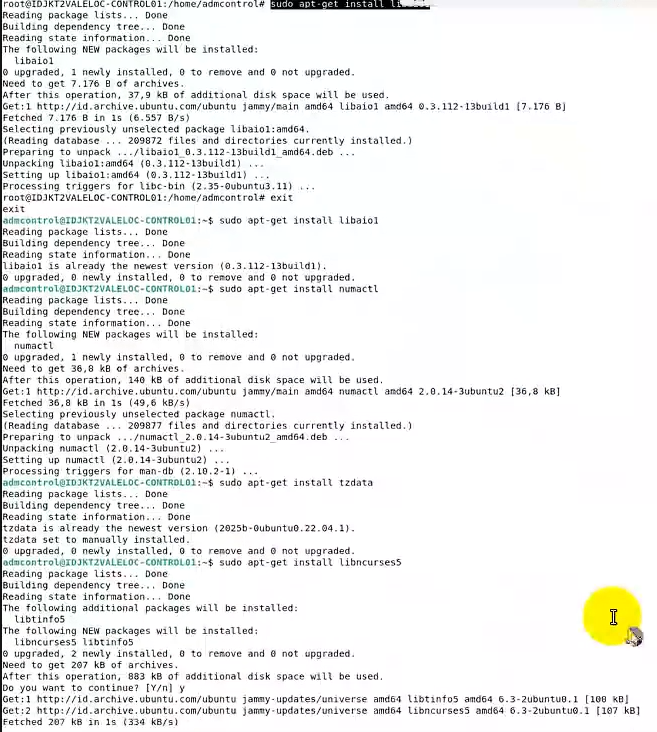 root@IDJKT2VALELOC-CONTROL01:/home/admcontrol# sudo apt-get install
Reading package lists... Done
Building dependency tree... Done
Reading state information... Done
The following NEW packages will be installed:
  libaio1
0 upgraded, 1 newly installed, 0 to remove and 0 not upgraded.
Need to get 7.176 B of archives.
After this operation, 37,9 kB of additional disk space will be used.
Get:1 http://id.archive.ubuntu.com/ubuntu jammy/main amd64 libaio1 amd64 0.3.112-13build1 [7.176 B]
Fetched 7.176 B in 1s (6.557 B/s)
Selecting previously unselected package libaio1:amd64.
(Reading database ... 209872 files and directories currently installed.)
Preparing to unpack .../libaio1_0.3.112-13build1_amd64.deb ...
Unpacking libaio1:amd64 (0.3.112-13build1) ...
Setting up libaio1:amd64 (0.3.112-13build1) ...
Processing triggers for libc-bin (2.35-0ubuntu3.11) ...
root@IDJKT2VALELOC-CONTROL01:/home/admcontrol# exit
exit
admcontrol@IDJKT2VALELOC-CONTROL01:~$ sudo apt-get install libaio1
Reading package lists... Done
Building dependency tree... Done
Reading state information... Done
libaio1 is already the newest version (0.3.112-13build1).
0 upgraded, 0 newly installed, 0 to remove and 0 not upgraded.
admcontrol@IDJKT2VALELOC-CONTROL01:~$ sudo apt-get install numactl
Reading package lists... Done
Building dependency tree... Done
Reading state information... Done
The following NEW packages will be installed:
  numactl
0 upgraded, 1 newly installed, 0 to remove and 0 not upgraded.
Need to get 36,8 kB of archives.
After this operation, 140 kB of additional disk space will be used.
Get:1 http://id.archive.ubuntu.com/ubuntu jammy/main amd64 numactl amd64 2.0.14-3ubuntu2 [36,8 kB]
Fetched 36,8 kB in 1s (49,6 kB/s)
Selecting previously unselected package numactl.
(Reading database ... 209877 files and directories currently installed.)
Preparing to unpack .../numactl_2.0.14-3ubuntu2_amd64.deb ...
Unpacking numactl (2.0.14-3ubuntu2) ...
Setting up numactl (2.0.14-3ubuntu2) ...
Processing triggers for man-db (2.10.2-1) ...
admcontrol@IDJKT2VALELOC-CONTROL01:~$ sudo apt-get install tzdata
Reading package lists... Done
Building dependency tree... Done
Reading state information... Done
tzdata is already the newest version (2025b-0ubuntu0.22.04.1).
tzdata set to manually installed.
0 upgraded, 0 newly installed, 0 to remove and 0 not upgraded.
admcontrol@IDJKT2VALELOC-CONTROL01:~$ sudo apt-get install libncurses5
Reading package lists... Done
Building dependency tree... Done
Reading state information... Done
The following additional packages will be installed:
  libtinfo5
The following NEW packages will be installed:
  libncurses5 libtinfo5
0 upgraded, 2 newly installed, 0 to remove and 0 not upgraded.
Need to get 207 kB of archives.
After this operation, 883 kB of additional disk space will be used.
Do you want to continue? [Y/n] y
Get:1 http://id.archive.ubuntu.com/ubuntu jammy-updates/universe amd64 libtinfo5 amd64 6.3-2ubuntu0.1 [100 kB]
Get:2 http://id.archive.ubuntu.com/ubuntu jammy-updates/universe amd64 libncurses5 amd64 6.3-2ubuntu0.1 [107 kB]
Fetched 207 kB in 1s (334 kB/s)